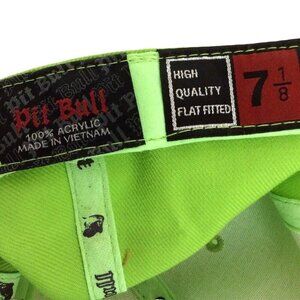 Pit Bull
100% ACRYLIC
MADE IN VIETNAM
HIGH
QUALITY
FLAT FITTED
7 1/8